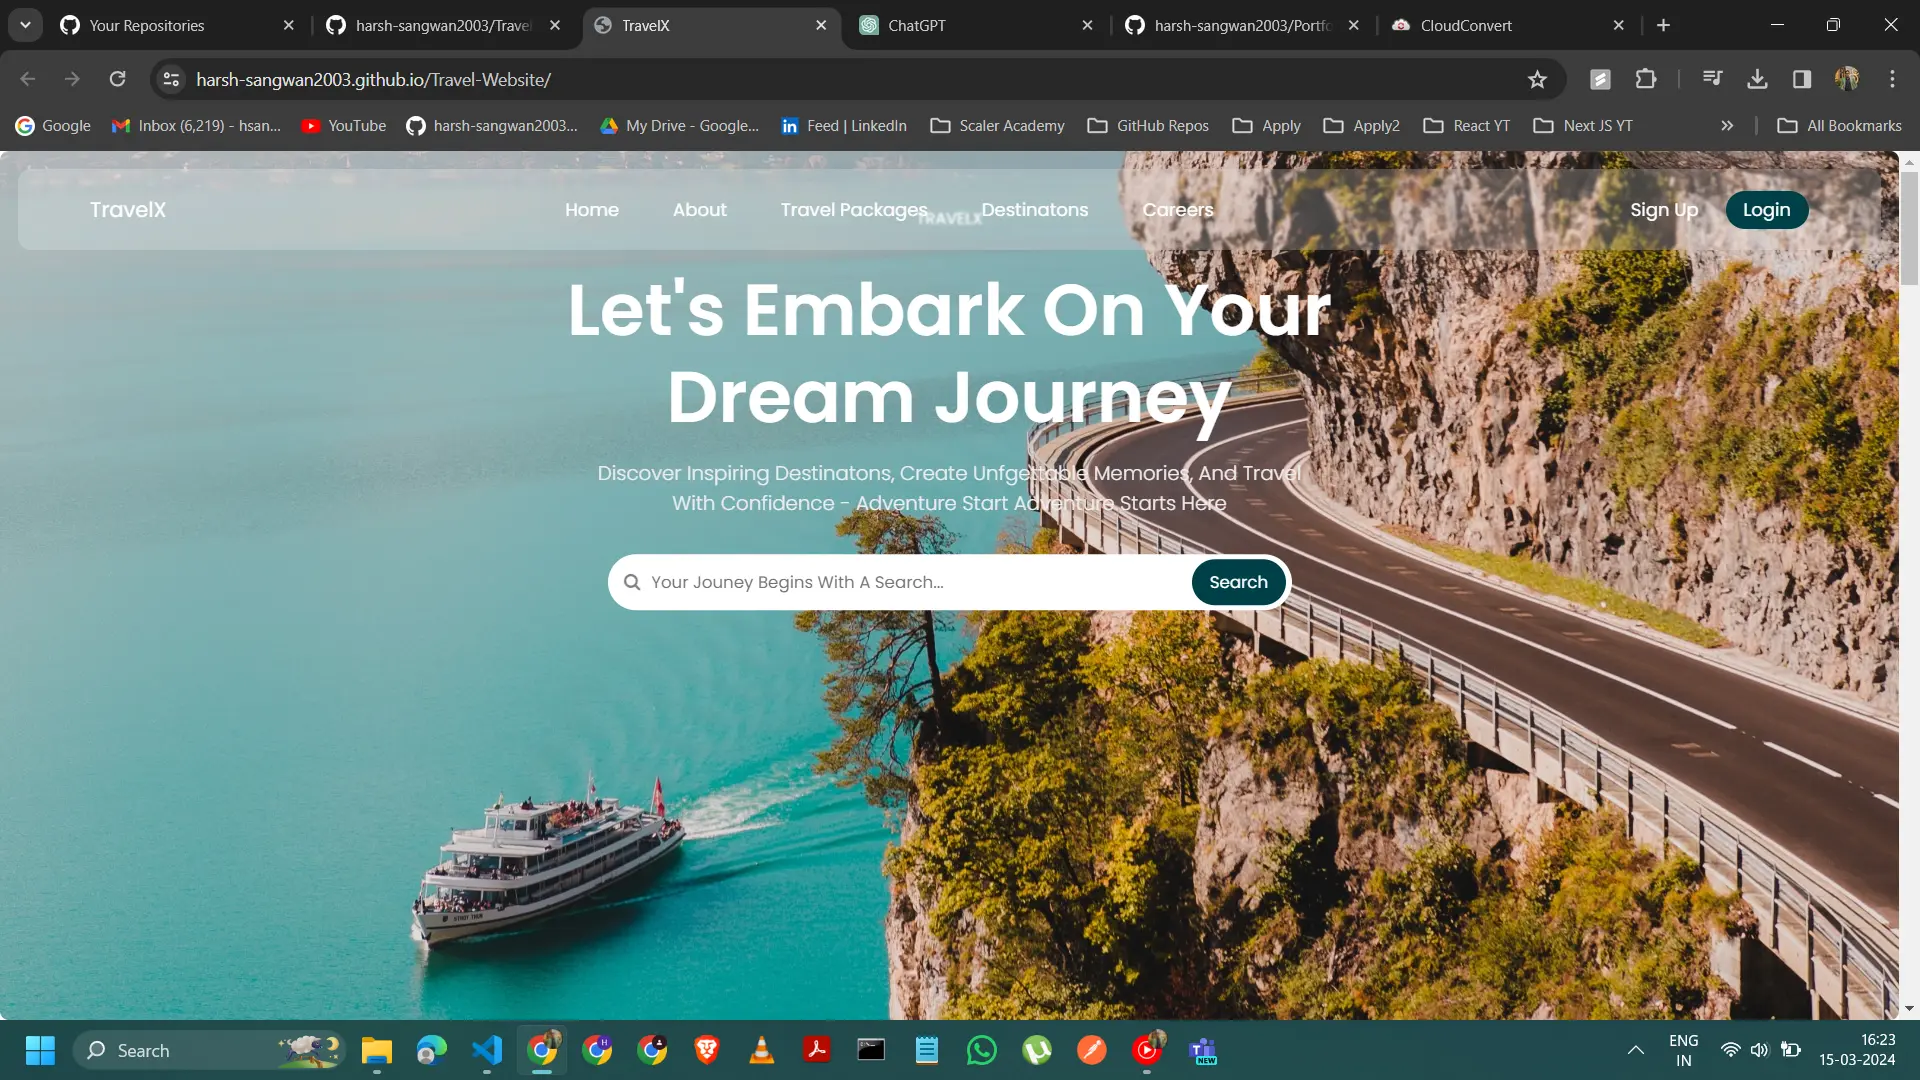 Your Repositories
harsh-sangwan2003/Travel
TravelX
ChatGPT
harsh-sangwan2003/Portfo
CloudConvert
harsh-sangwan2003.github.io/Travel-Website/
Google
Inbox (6,219) - hsan...
YouTube
harsh-sangwan2003...
My Drive - Google...
Feed | LinkedIn
Scaler Academy
GitHub Repos
Apply
Apply2
React YT
Next JS YT
All Bookmarks
TravelX
Home
About
Travel Packages
TRAVELX
Destinatons
Careers
Sign Up
Login
Let's Embark On Your
Dream Journey
Discover Inspiring Destinatons, Create Unfgettable Memories, And Travel
With Confidence - Adventure Start Adventure Starts Here
Your Jouney Begins With A Search...
Search
Search
NEW
ENG
IN
16:23
15-03-2024